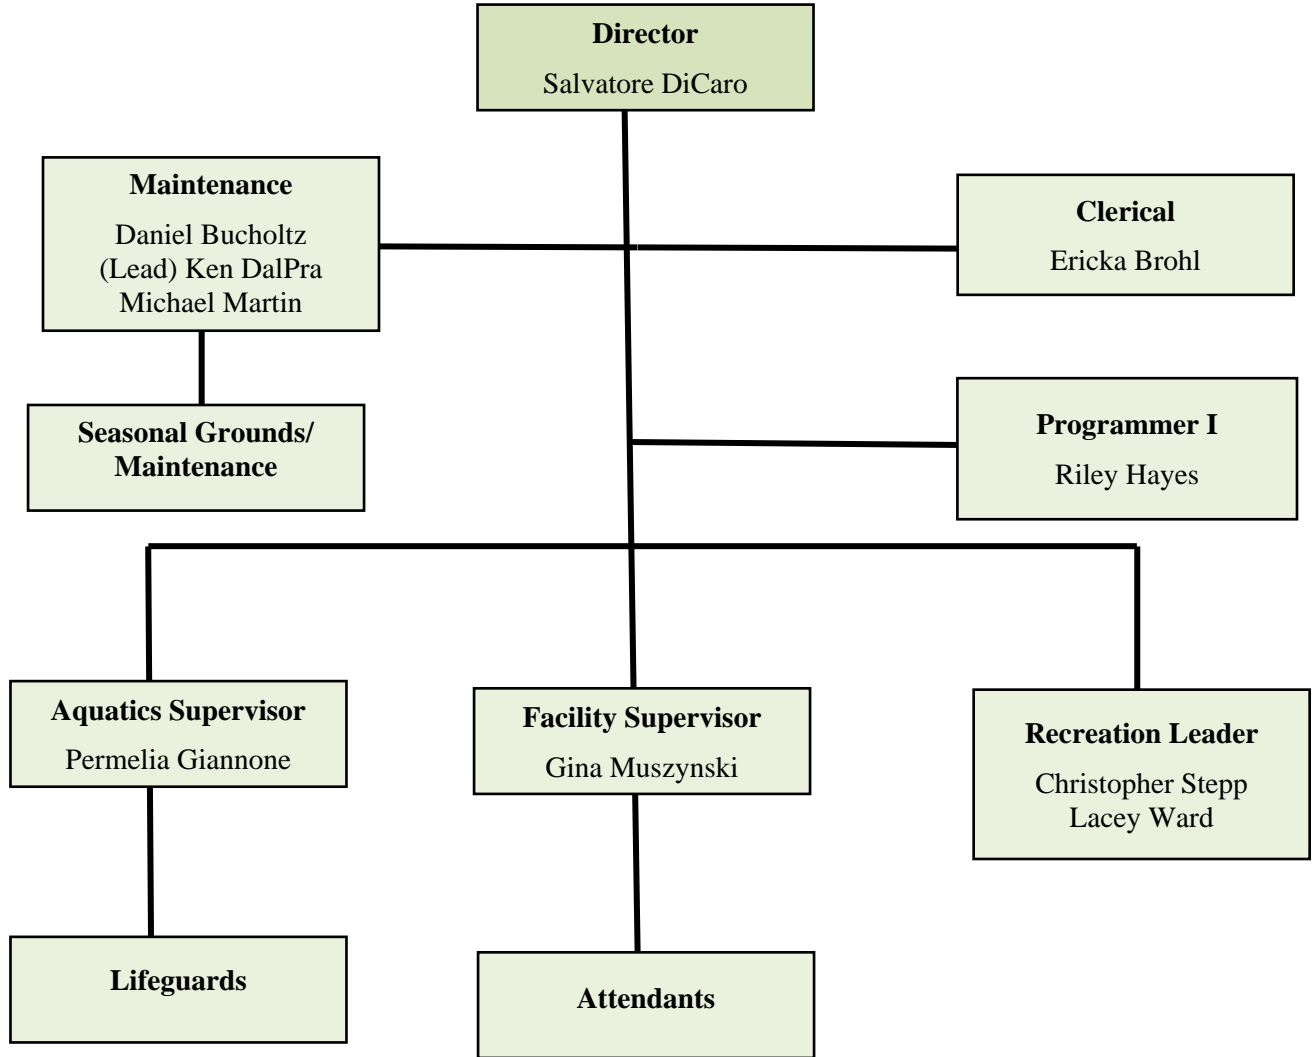 Director
Salvatore DiCaro
Maintenance
Daniel Bucholtz
(Lead) Ken DalPra
Michael Martin
Clerical
Ericka Brohl
Seasonal Grounds/
Maintenance
Programmer I
Riley Hayes
Aquatics Supervisor
Permelia Giannone
Facility Supervisor
Gina Muszynski
Recreation Leader
Christopher Stepp
Lacey Ward
Lifeguards
Attendants